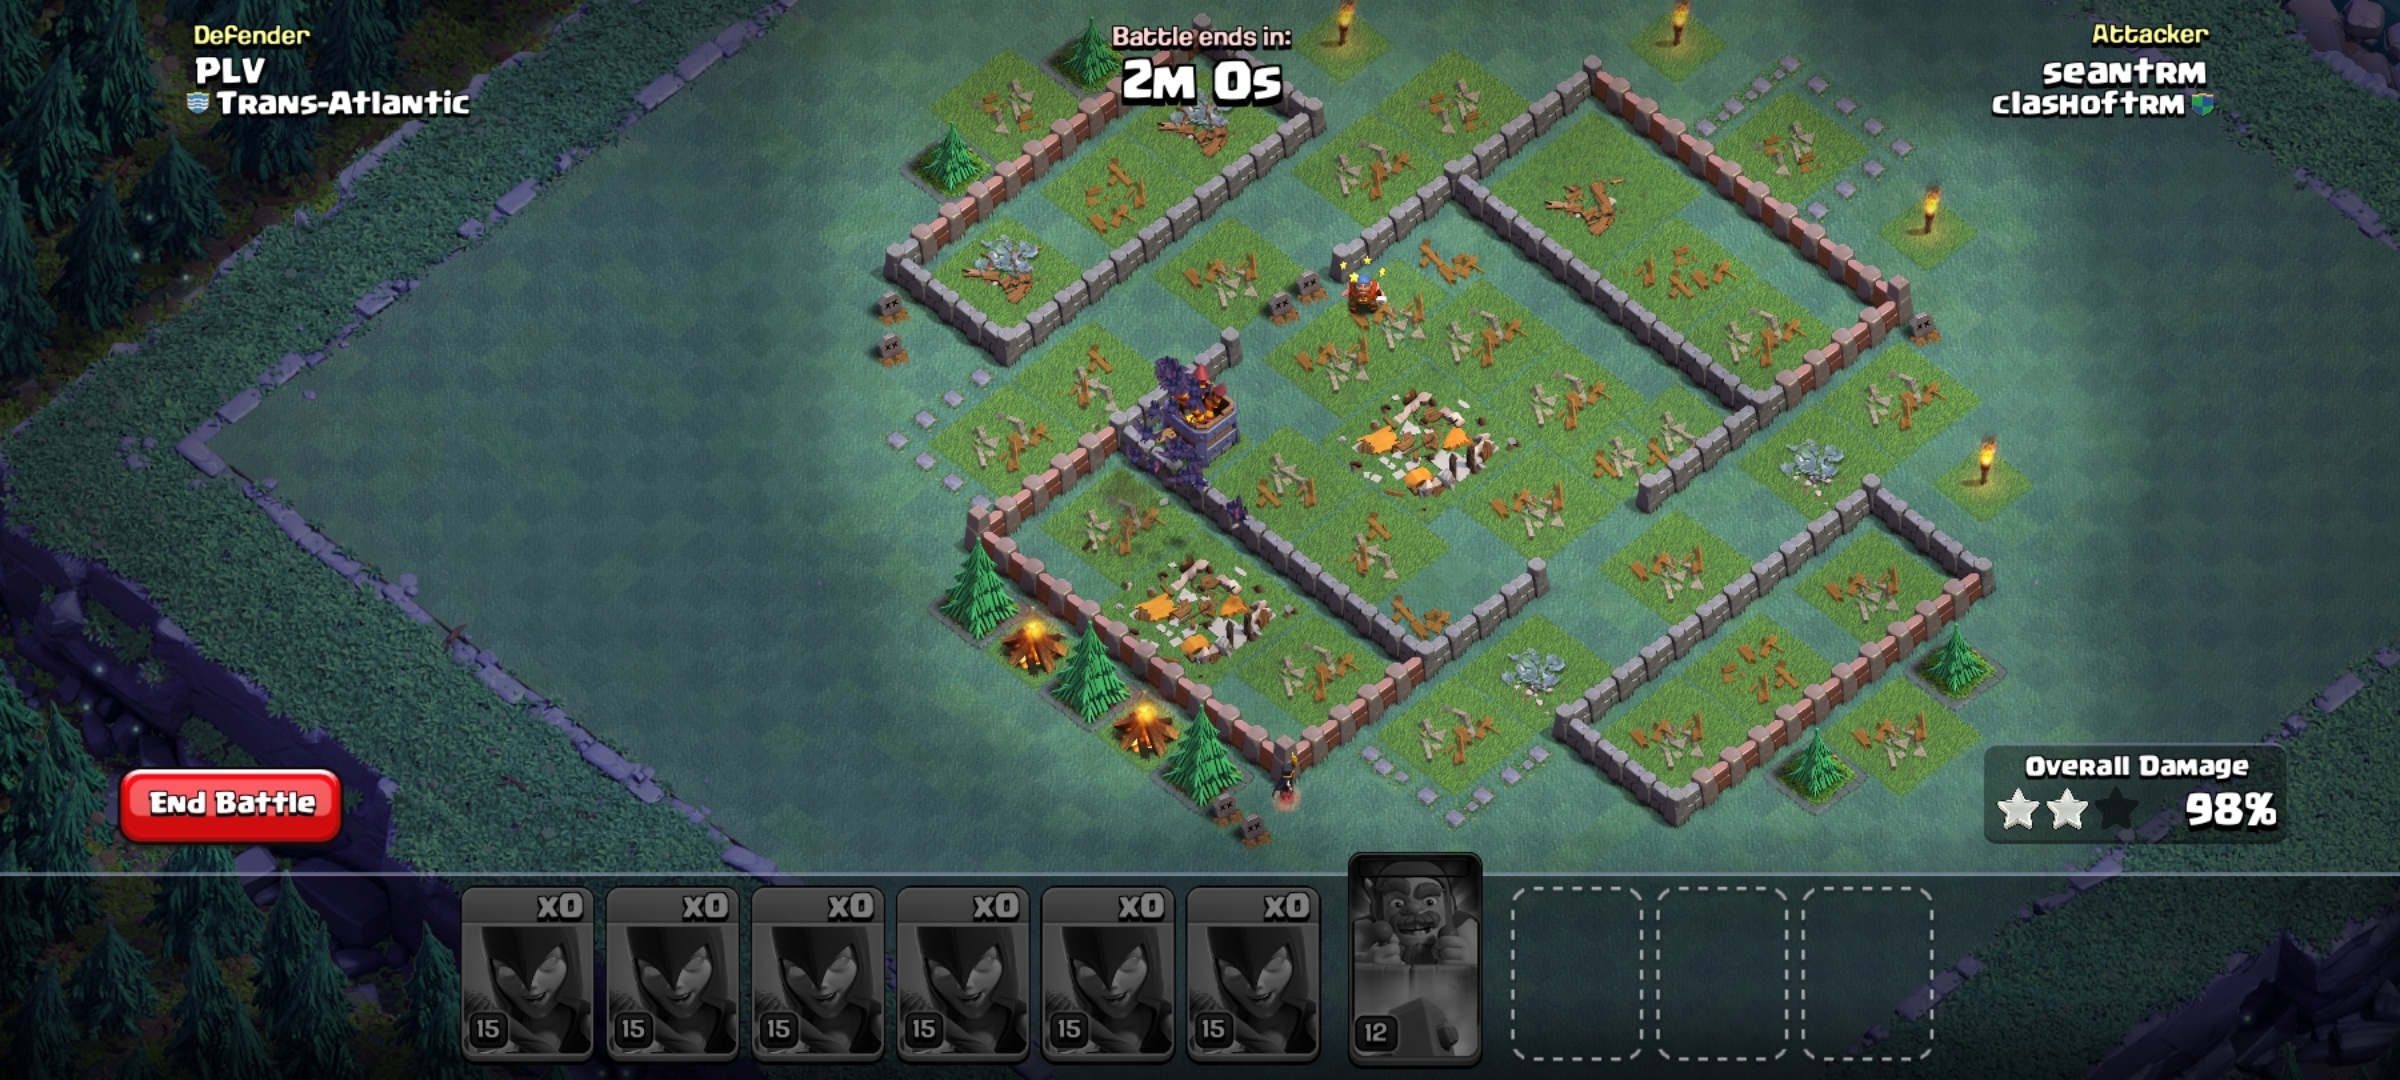 Defender
PLV
Trans-Atlantic
Battle ends in:
2M 0s
Attacker
seantRM
clashoftRM
End Battle
Overall Damage
98%
x0
x0
x0
x0
x0
x0
15
15
15
15
15
15
12